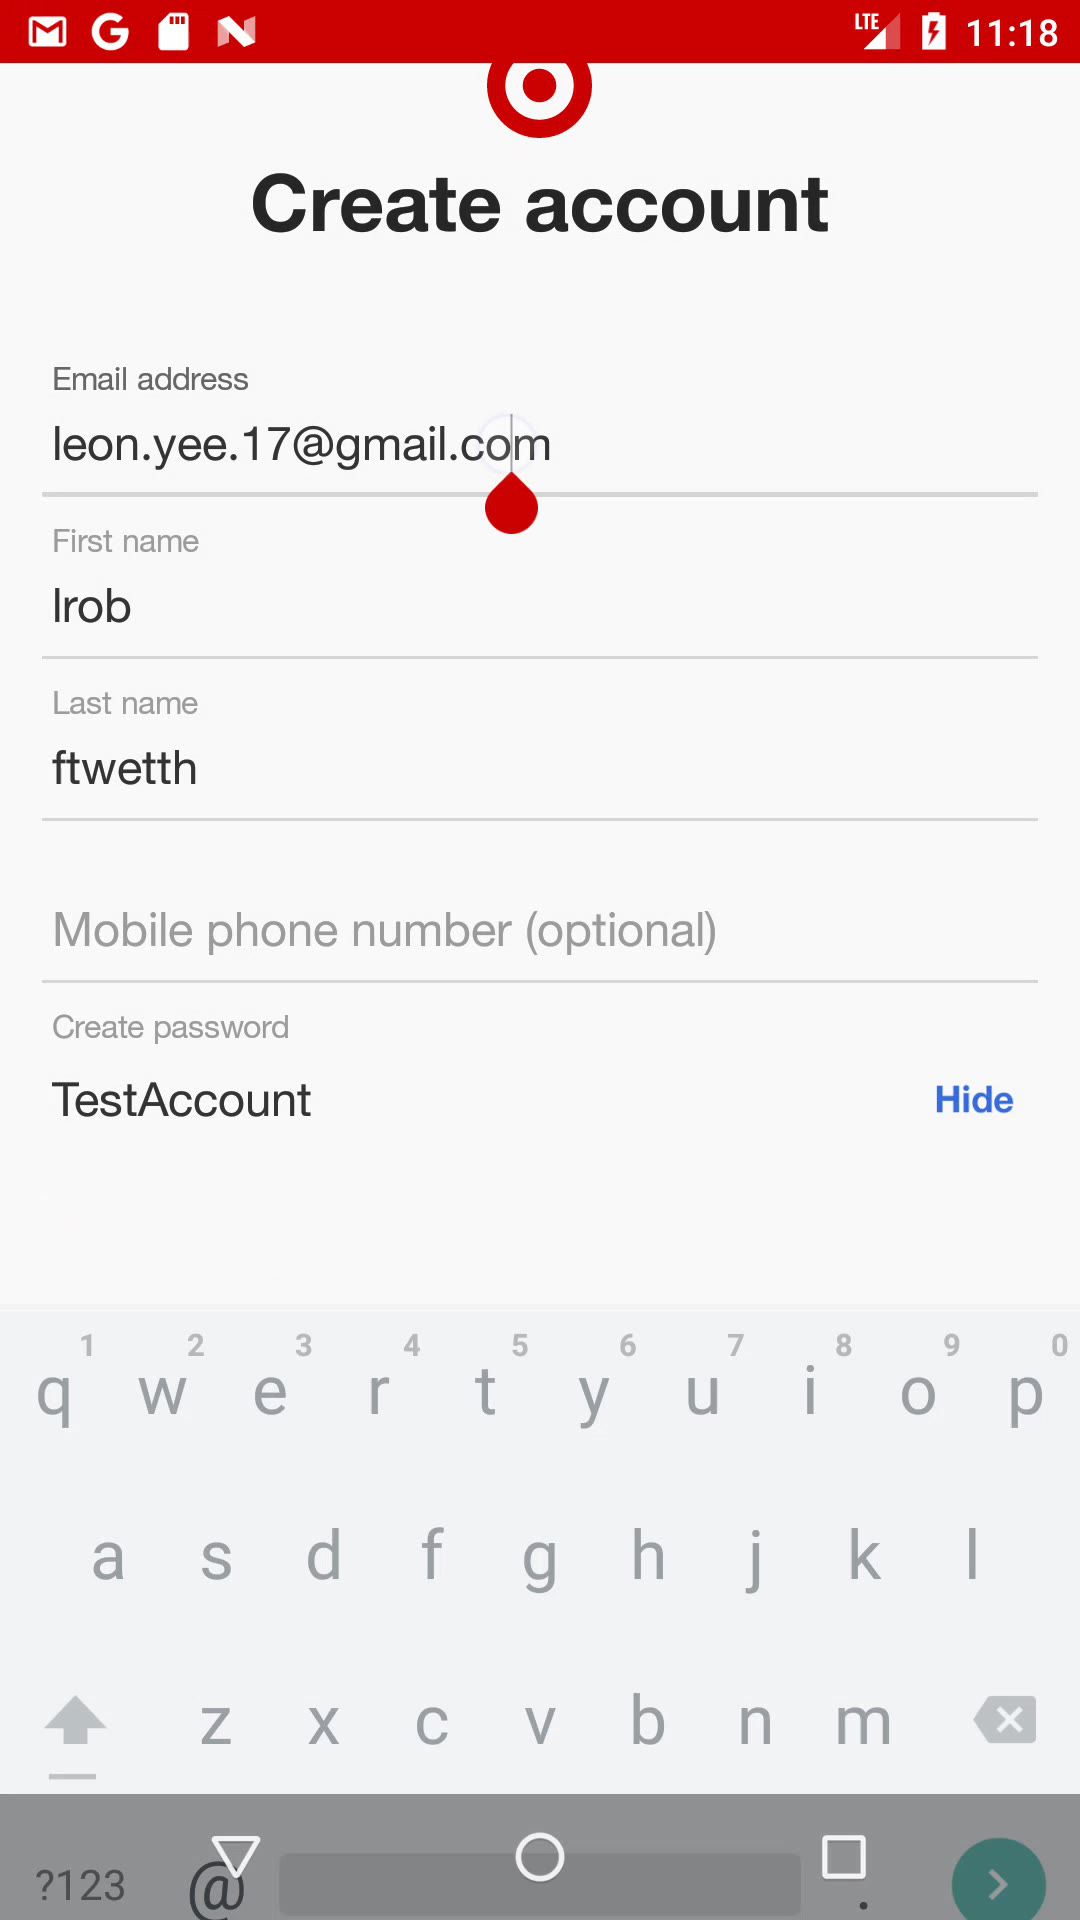 LTE 11:18
Create account
Email address
leon.yee.17@gmail.com
First name
lrob
Last name
ftwetth
Mobile phone number (optional)
Create password
TestAccount Hide
1 2 3 4 5 6 7 8 9 0
q w e r t y u i o p
a s d f g h j k l
z x c v b n m
?123 @ .